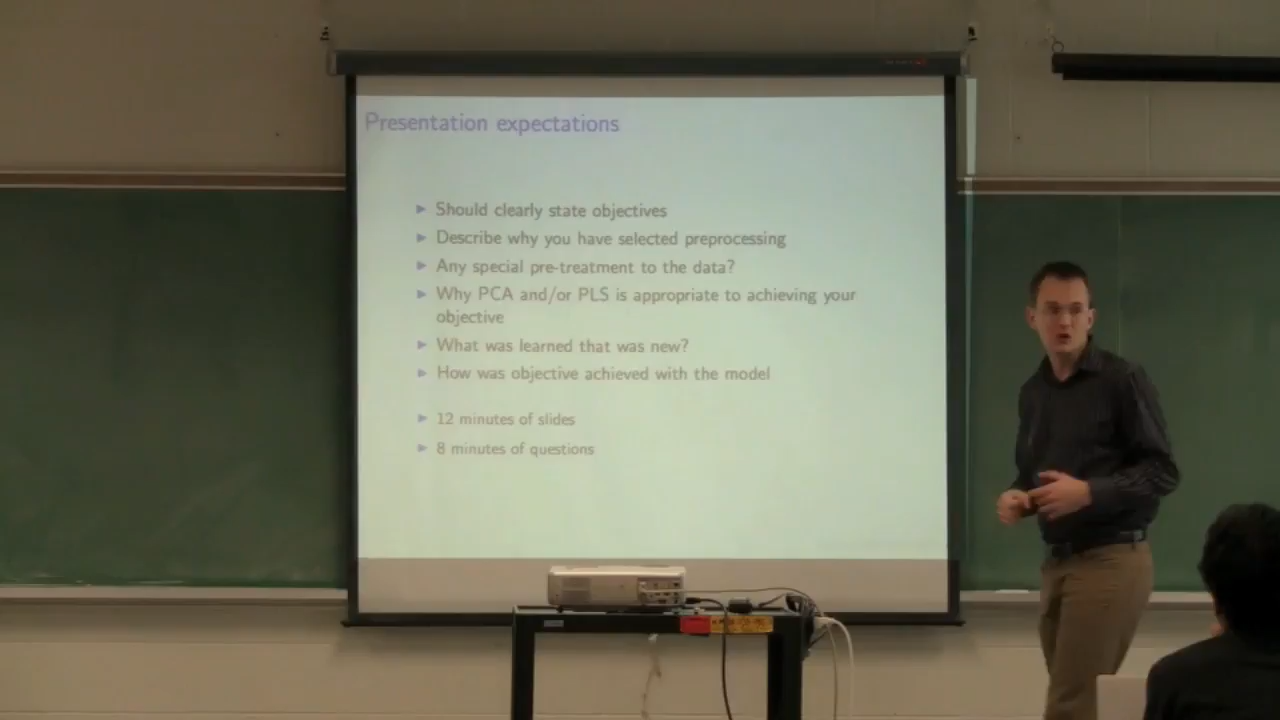 Presentation expectations
Should clearly state objectives
Describe why you have selected preprocessing
Any special pre-treatment to the data?
Why PCA and/or PLS is appropriate to achieving your
objective
What was learned that was new?
How was objective achieved with the model
12 minutes of slides
8 minutes of questions